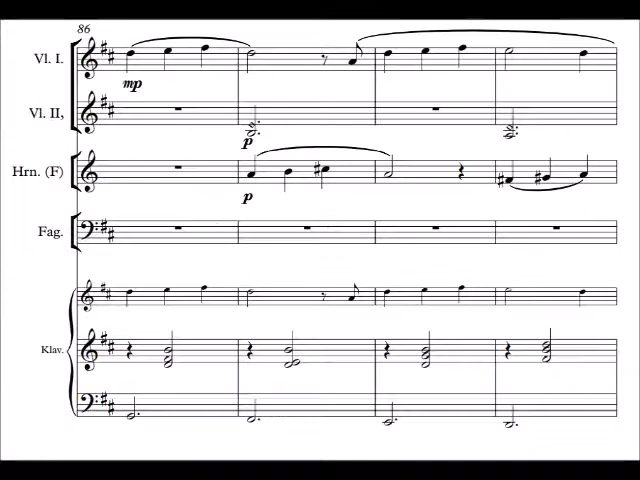 86
Vl. I.
mp
Vl. II,
p
Hrn. (F)
p
Fag.
Klav.